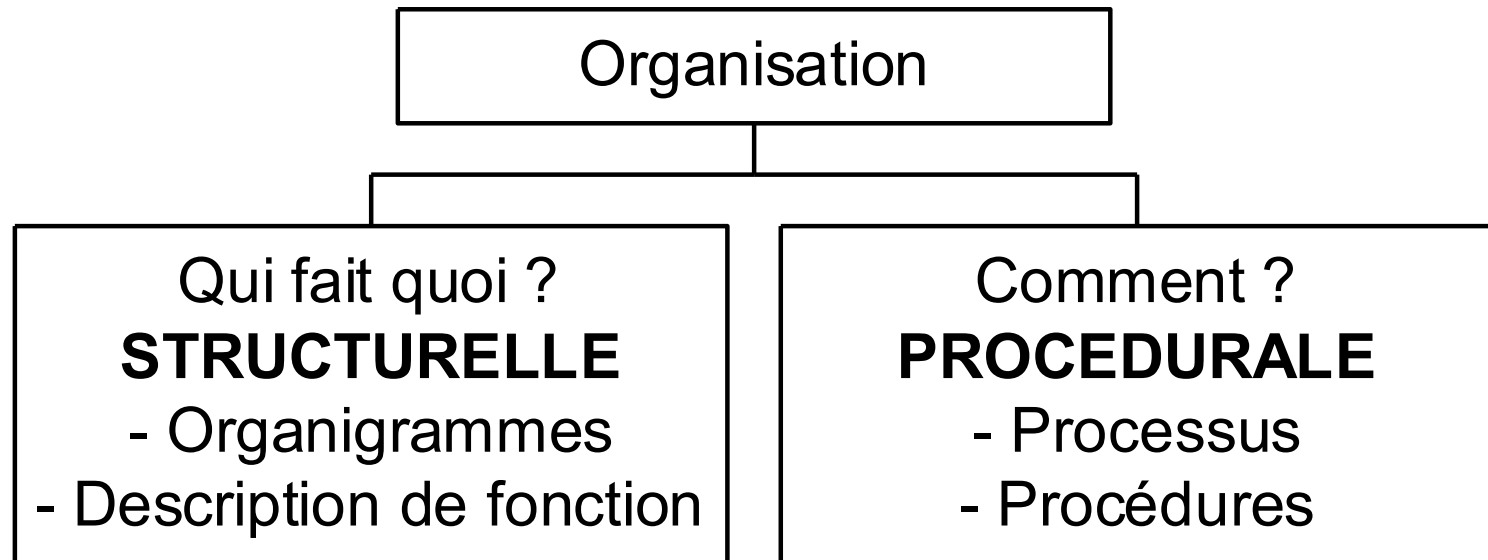 Organisation
Qui fait quoi ?
STRUCTURELLE
- Organigrammes
- Description de fonction
Comment ?
PROCEDURALE
- Processus
- Procédures